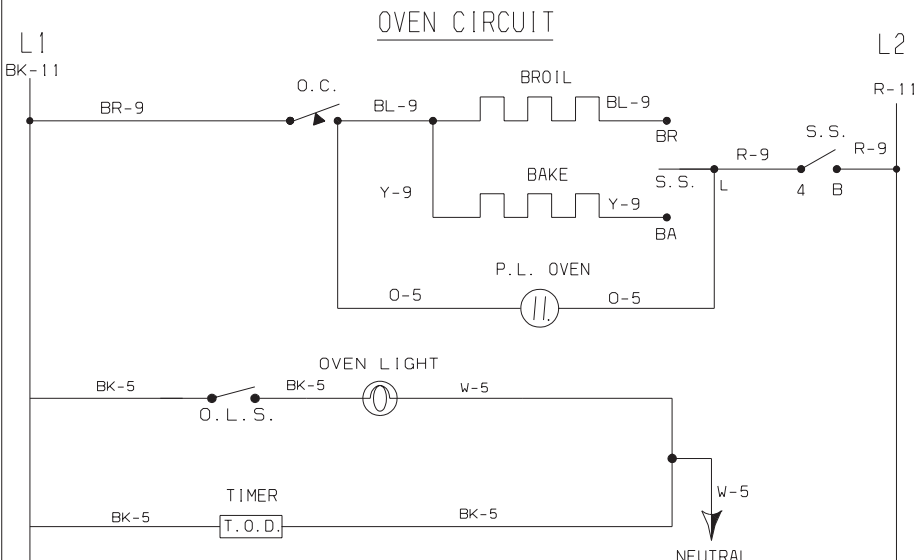 OVEN CIRCUIT
L1
L2
BK-11
R-11
O.C.
BROIL
BR-9
BL-9
BL-9
BR
S.S.
R-9
R-9
BAKE
S.S.
L
4
B
Y-9
Y-9
BA
P.L. OVEN
O-5
O-5
OVEN LIGHT
BK-5
BK-5
W-5
O.L.S.
TIMER
W-5
BK-5
T.O.D.
BK-5
NEUTRAL